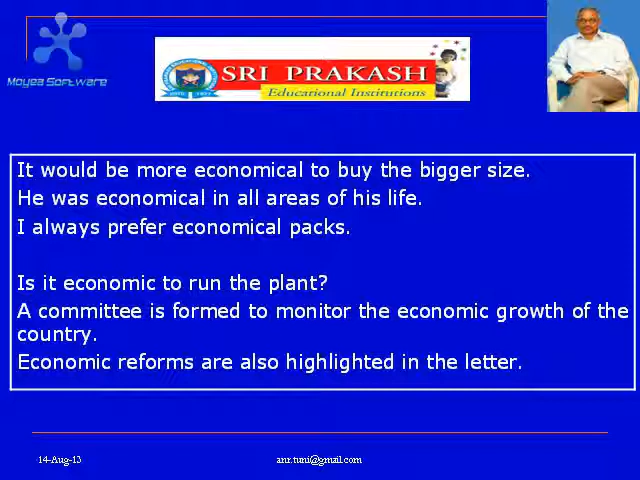 Moyea Software
SRI PRAKASH
Educational Institutions
It would be more economical to buy the bigger size.
He was economical in all areas of his life.
I always prefer economical packs.
Is it economic to run the plant?
A committee is formed to monitor the economic growth of the
country.
Economic reforms are also highlighted in the letter.
14-Aug-13
anr.tuni@gmail.com